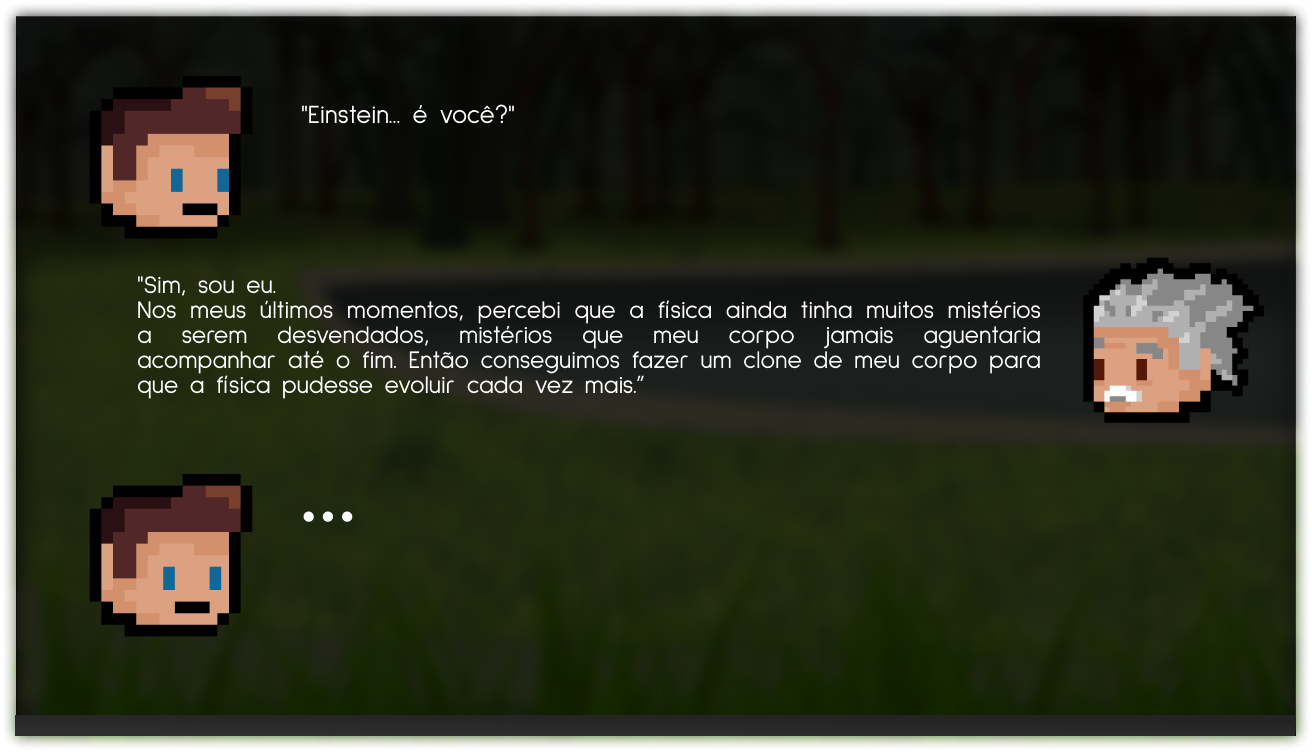 "Einstein... é você?"
"Sim, sou eu.
Nos meus últimos momentos, percebi que a física ainda tinha muitos mistérios
a serem desvendados, mistérios que meu corpo jamais aguentaria
acompanhar até o fim. Então conseguimos fazer um clone de meu corpo para
que a física pudesse evoluir cada vez mais.”
...